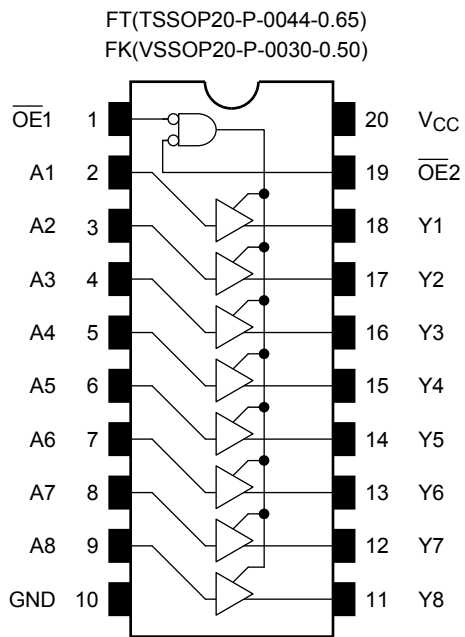 FT(TSSOP20-P-0044-0.65)
FK(VSSOP20-P-0030-0.50)
O̅E̅1 1 20 VCC
A1 2 19 O̅E̅2
A2 3 18 Y1
A3 4 17 Y2
A4 5 16 Y3
A5 6 15 Y4
A6 7 14 Y5
A7 8 13 Y6
A8 9 12 Y7
GND 10 11 Y8